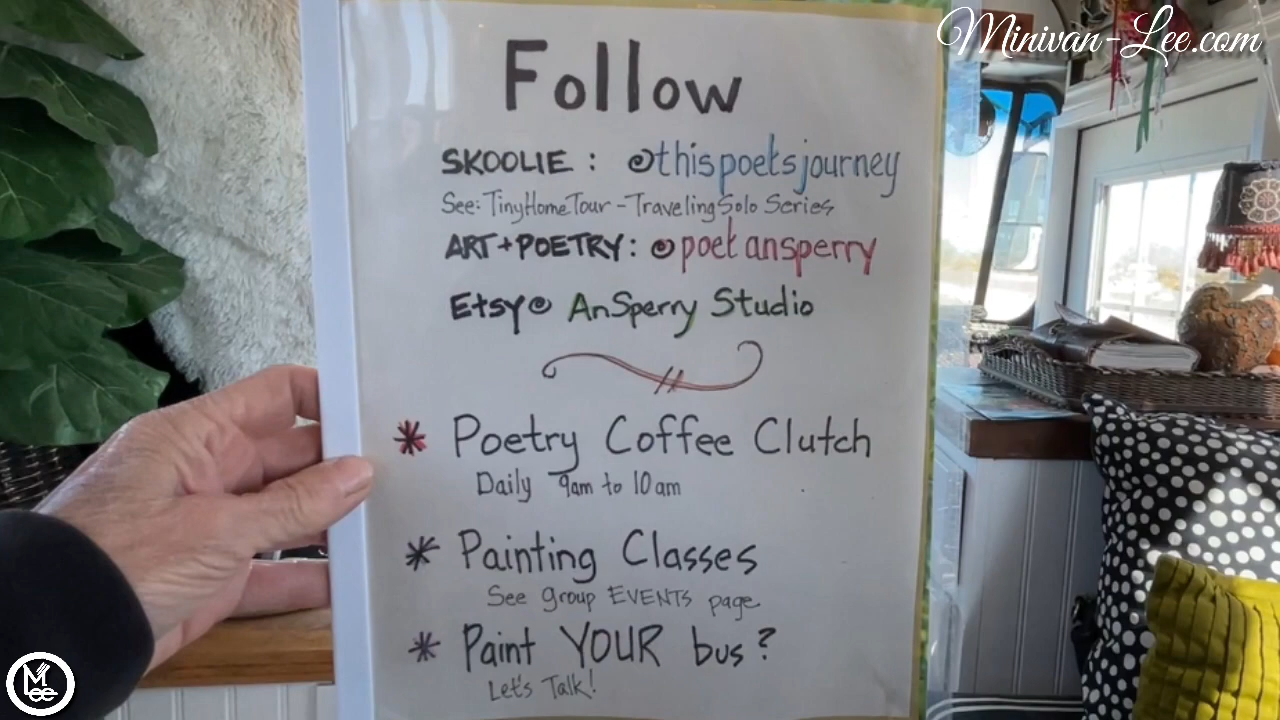 Minivan-Lee.com
Follow
SKOOLIE: @thispoetsjourney
See: TinyHomeTour - TravelingSolo Series
ART+POETRY: @poetansperry
Etsy@ AnSperry Studio
* Poetry Coffee Clutch
Daily 9am to 10am
* Painting Classes
See group EVENTS page
* Paint YOUR bus?
Let's Talk!
M
Lee